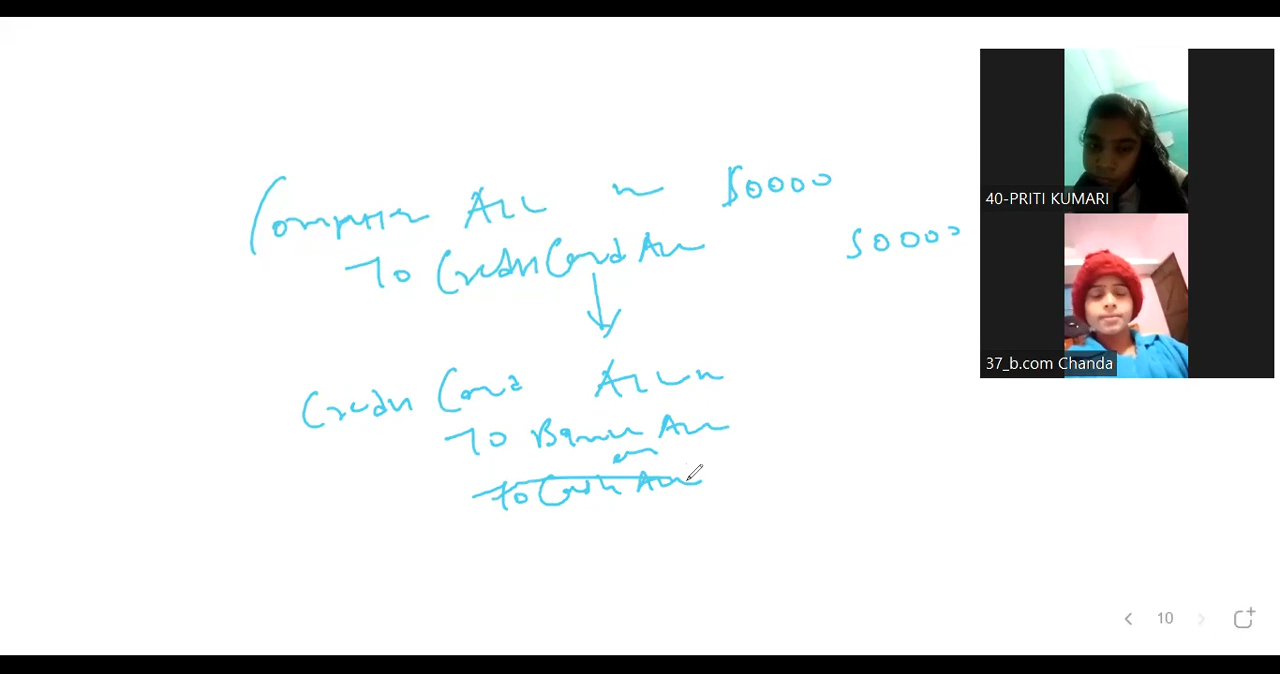 Computer A/c Dr 50000
To Credit Card A/c 50000
Credit Card A/c Dr
To Bank A/c
or
To Cash A/c
40-PRITI KUMARI
37_b.com Chanda
10